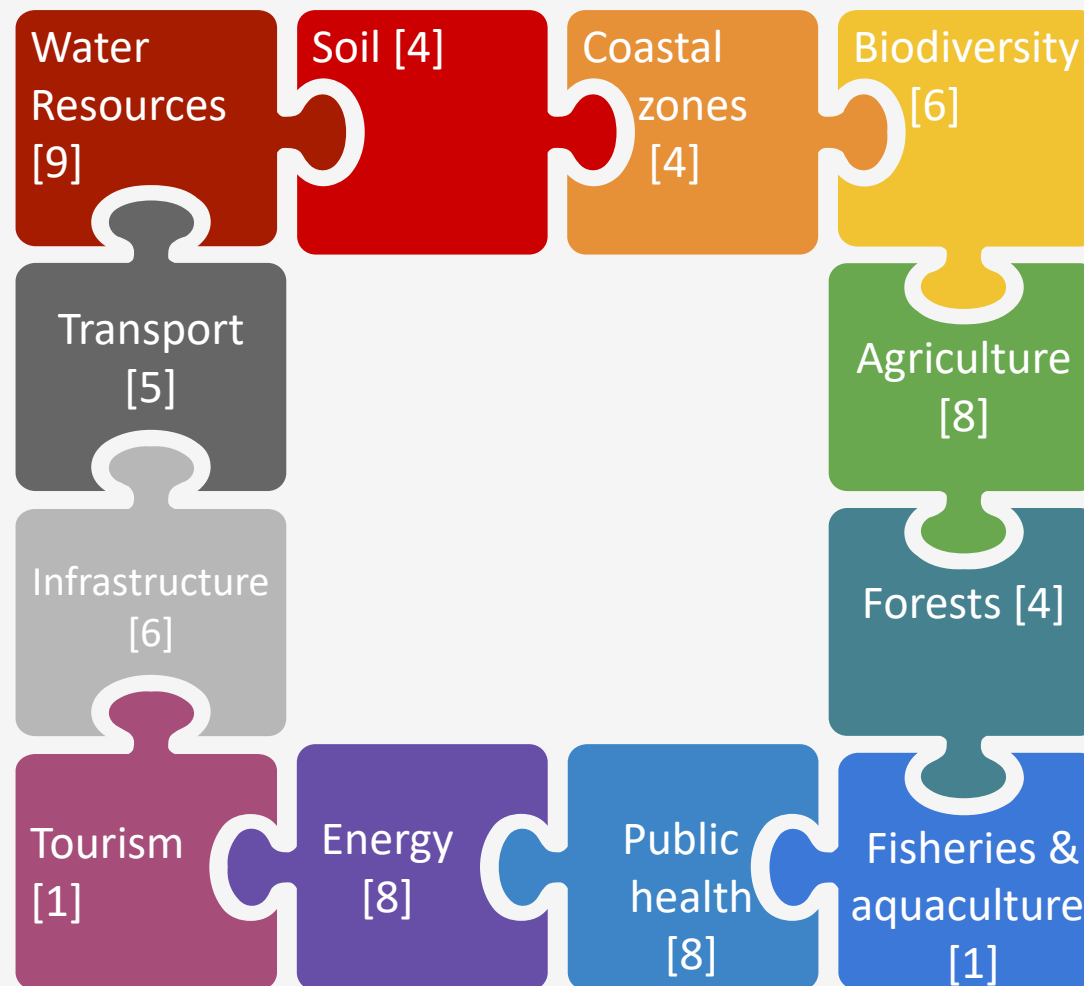 Water
Resources
[9]
Soil [4]
Coastal
zones
[4]
Biodiversity
[6]
Transport
[5]
Agriculture
[8]
Infrastructure
[6]
Forests [4]
Tourism
[1]
Energy
[8]
Public
health
[8]
Fisheries &
aquaculture
[1]